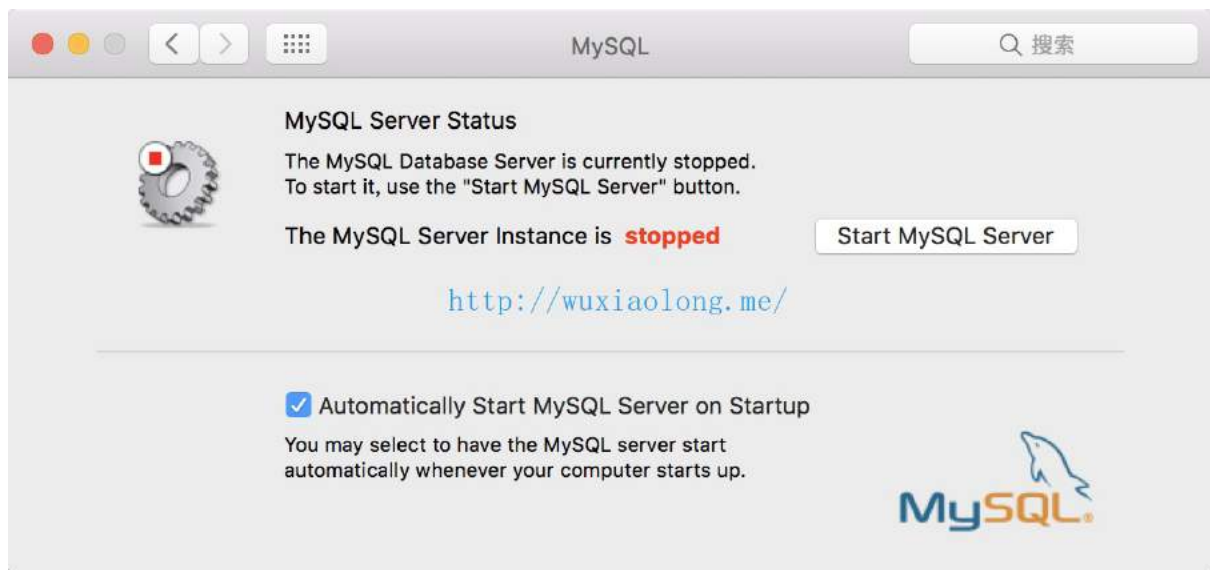 MySQL
搜索
MySQL Server Status
The MySQL Database Server is currently stopped.
To start it, use the "Start MySQL Server" button.
The MySQL Server Instance is stopped
Start MySQL Server
http://wuxiaolong.me/
Automatically Start MySQL Server on Startup
You may select to have the MySQL server start
automatically whenever your computer starts up.
MySQL®